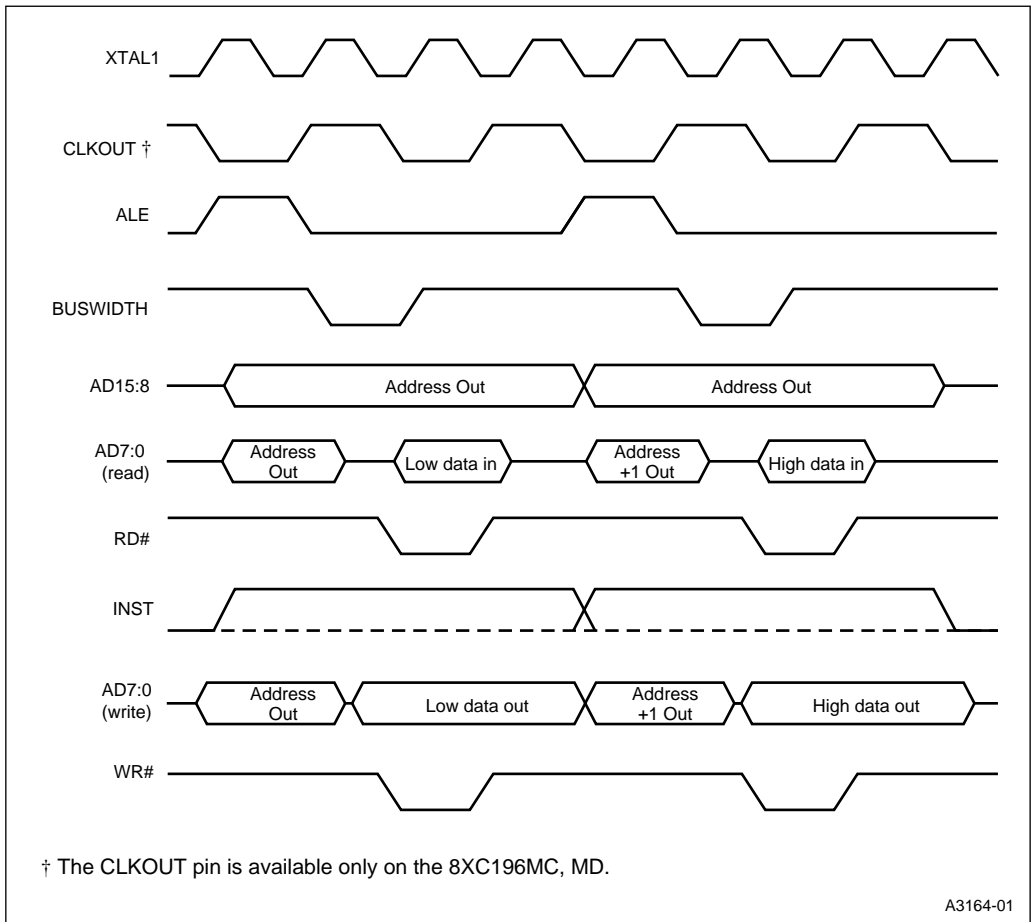 XTAL1
CLKOUT †
ALE
BUSWIDTH
AD15:8
Address Out
Address Out
AD7:0
(read)
Address
Out
Low data in
Address
+1 Out
High data in
RD#
INST
AD7:0
(write)
Address
Out
Low data out
Address
+1 Out
High data out
WR#
† The CLKOUT pin is available only on the 8XC196MC, MD.
A3164-01